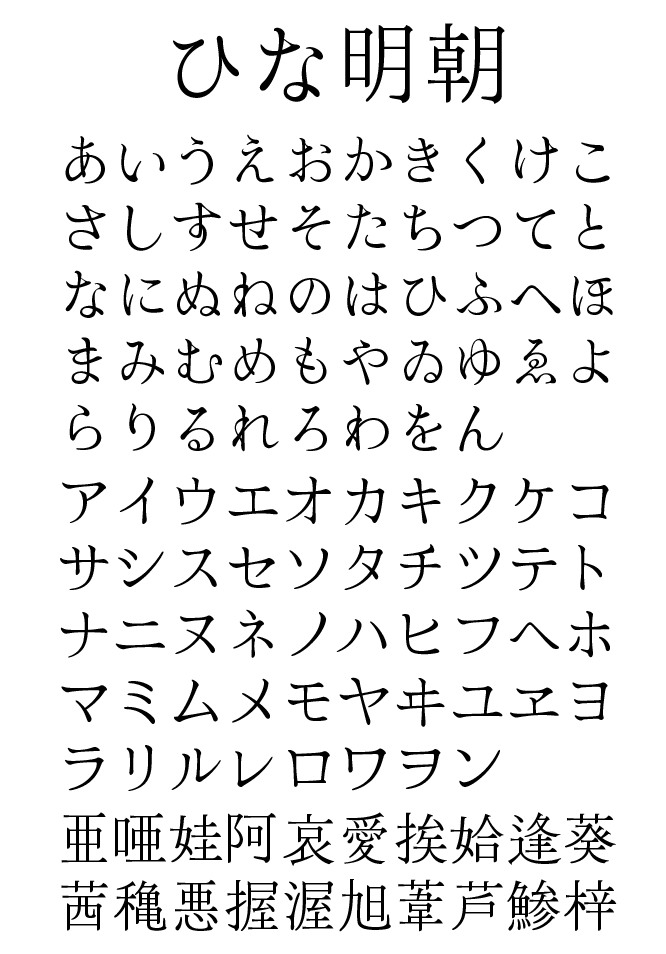 ひな明朝
あいうえおかきくけこ
さしすせそたちつてと
なにぬねのはひふへほ
まみむめもやゐゆゑよ
らりるれろわをん
アイウエオカキクケコ
サシスセソタチツテト
ナニヌネノハヒフヘホ
マミムメモヤヰユヱヨ
ラリルレロワヲン
亜唖娃阿哀愛挨姶逢葵
茜穐悪握渥旭葦芦鯵梓